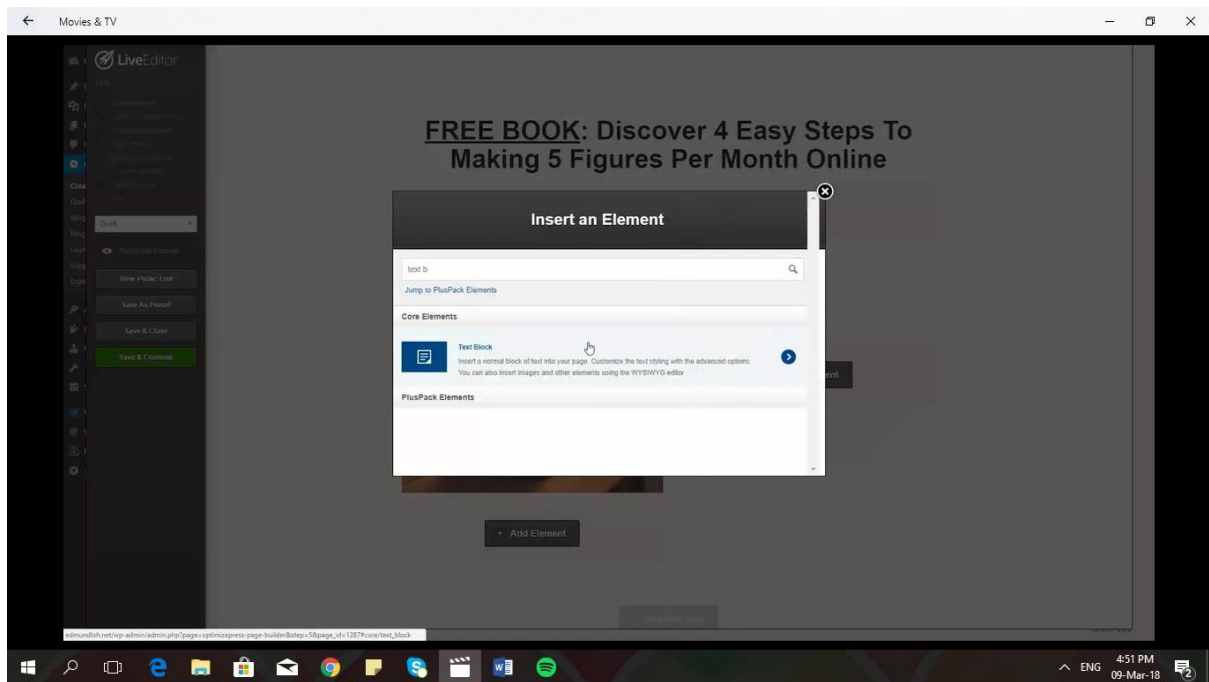 Movies & TV
LiveEditor
Test
FREE BOOK: Discover 4 Easy Steps To
Making 5 Figures Per Month Online
Insert an Element
text b
Jump to PlusPack Elements
Core Elements
Text Block
Insert a normal block of text into your page. Customize the text styling with the advanced options.
You can also insert images and other elements using the WYSIWYG editor
PlusPack Elements
Draft
View Public Link
Save As Preset
Save & Close
Save & Continue
+ Add Element
edmundloh.net/wp-admin/admin.php?page=optimizepress-page-builder&step=5&page_id=1287#core/text_block
ENG
4:51 PM
09-Mar-18
2